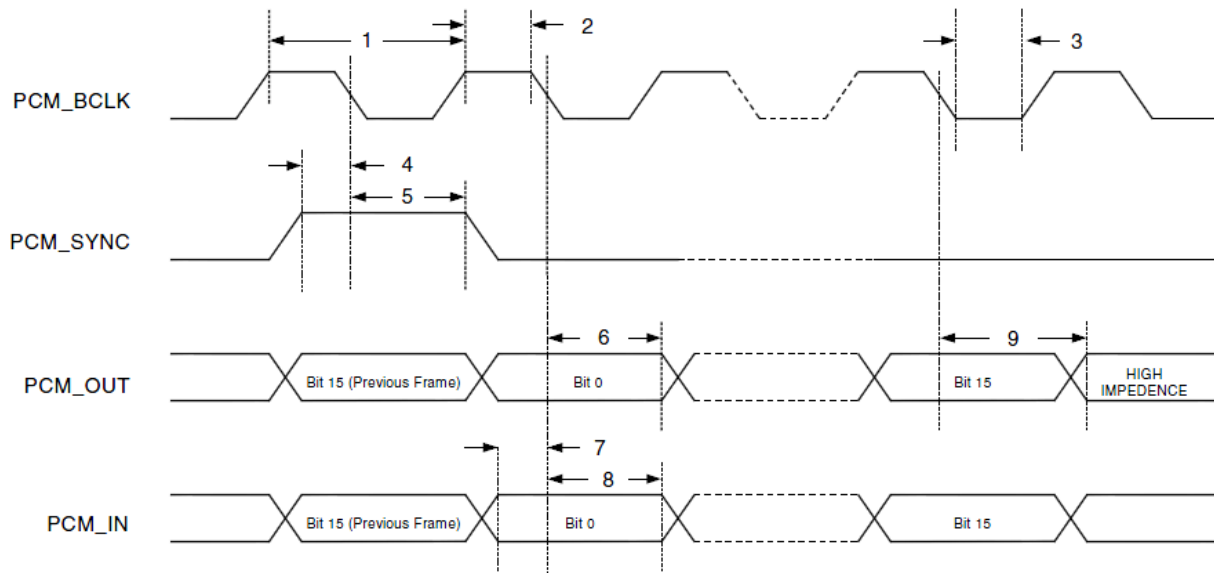 1
2
3
PCM_BCLK
4
5
PCM_SYNC
6
9
PCM_OUT
Bit 15 (Previous Frame)
Bit 0
Bit 15
HIGH
IMPEDENCE
7
8
PCM_IN
Bit 15 (Previous Frame)
Bit 0
Bit 15